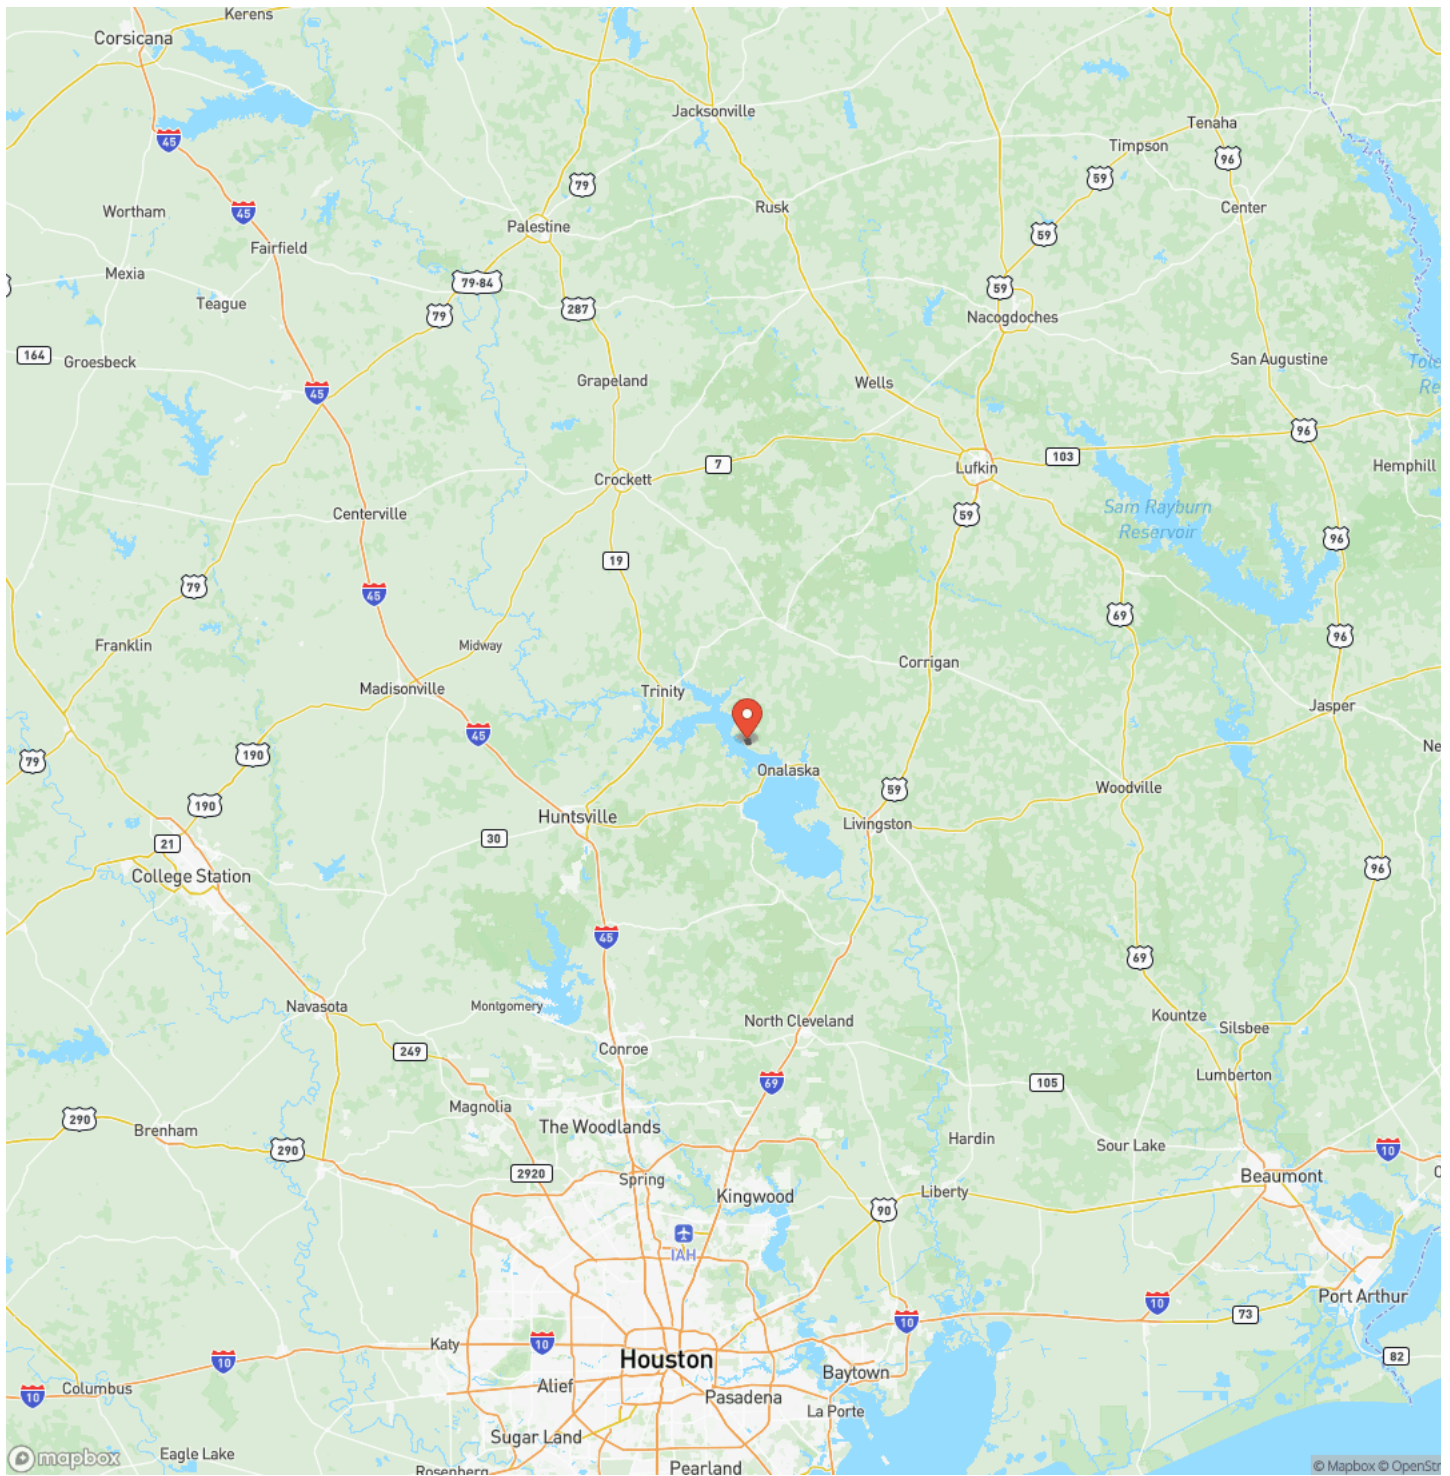 Kerens
Corsicana
Jacksonville
45
Tenaha
Timpson
96
59
79
Wortham
45
Rusk
Center
Palestine
Fairfield
59
Mexia
79-84
Teague
287
59
79
Nacogdoches
164
Groesbeck
San Augustine
Tole
Re
Grapeland
Wells
45
96
103
7
Lufkin
Hemphill
Crockett
Centerville
59
Sam Rayburn
Reservoir
96
19
79
45
69
96
Franklin
Midway
Corrigan
Madisonville
Trinity
Jasper
45
Ne
190
79
Onalaska
59
Woodville
190
Huntsville
Livingston
21
30
96
College Station
45
69
Navasota
Montgomery
Kountze
North Cleveland
Silsbee
Conroe
249
Lumberton
69
105
Magnolia
290
The Woodlands
Brenham
Hardin
Sour Lake
290
10
2920
Spring
Beaumont
C
Kingwood
Liberty
90
IAH
Port Arthur
10
73
10
Katy
10
Houston
82
10
Baytown
Columbus
Alief
10
Pasadena
La Porte
Sugar Land
Eagle Lake
mapbox
Rosenberg
Pearland
© Mapbox © OpenStr